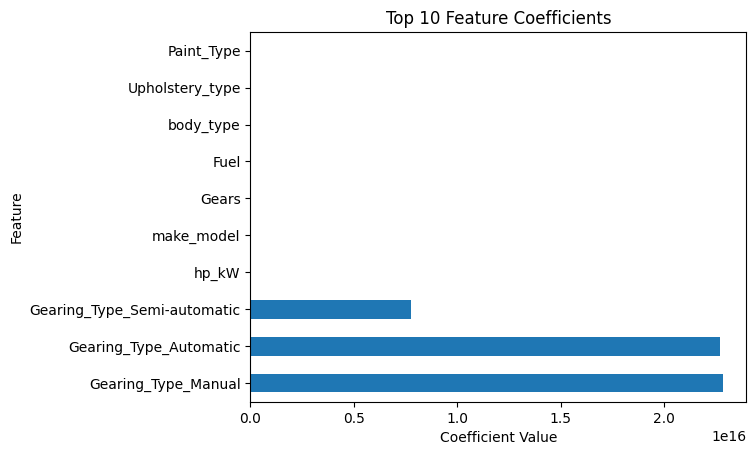 Top 10 Feature Coefficients
Paint_Type
Upholstery_type
body_type
Fuel
Gears
make_model
hp_kW
Gearing_Type_Semi-automatic
Gearing_Type_Automatic
Gearing_Type_Manual
Feature
0.0 0.5 1.0 1.5 2.0
1e16
Coefficient Value